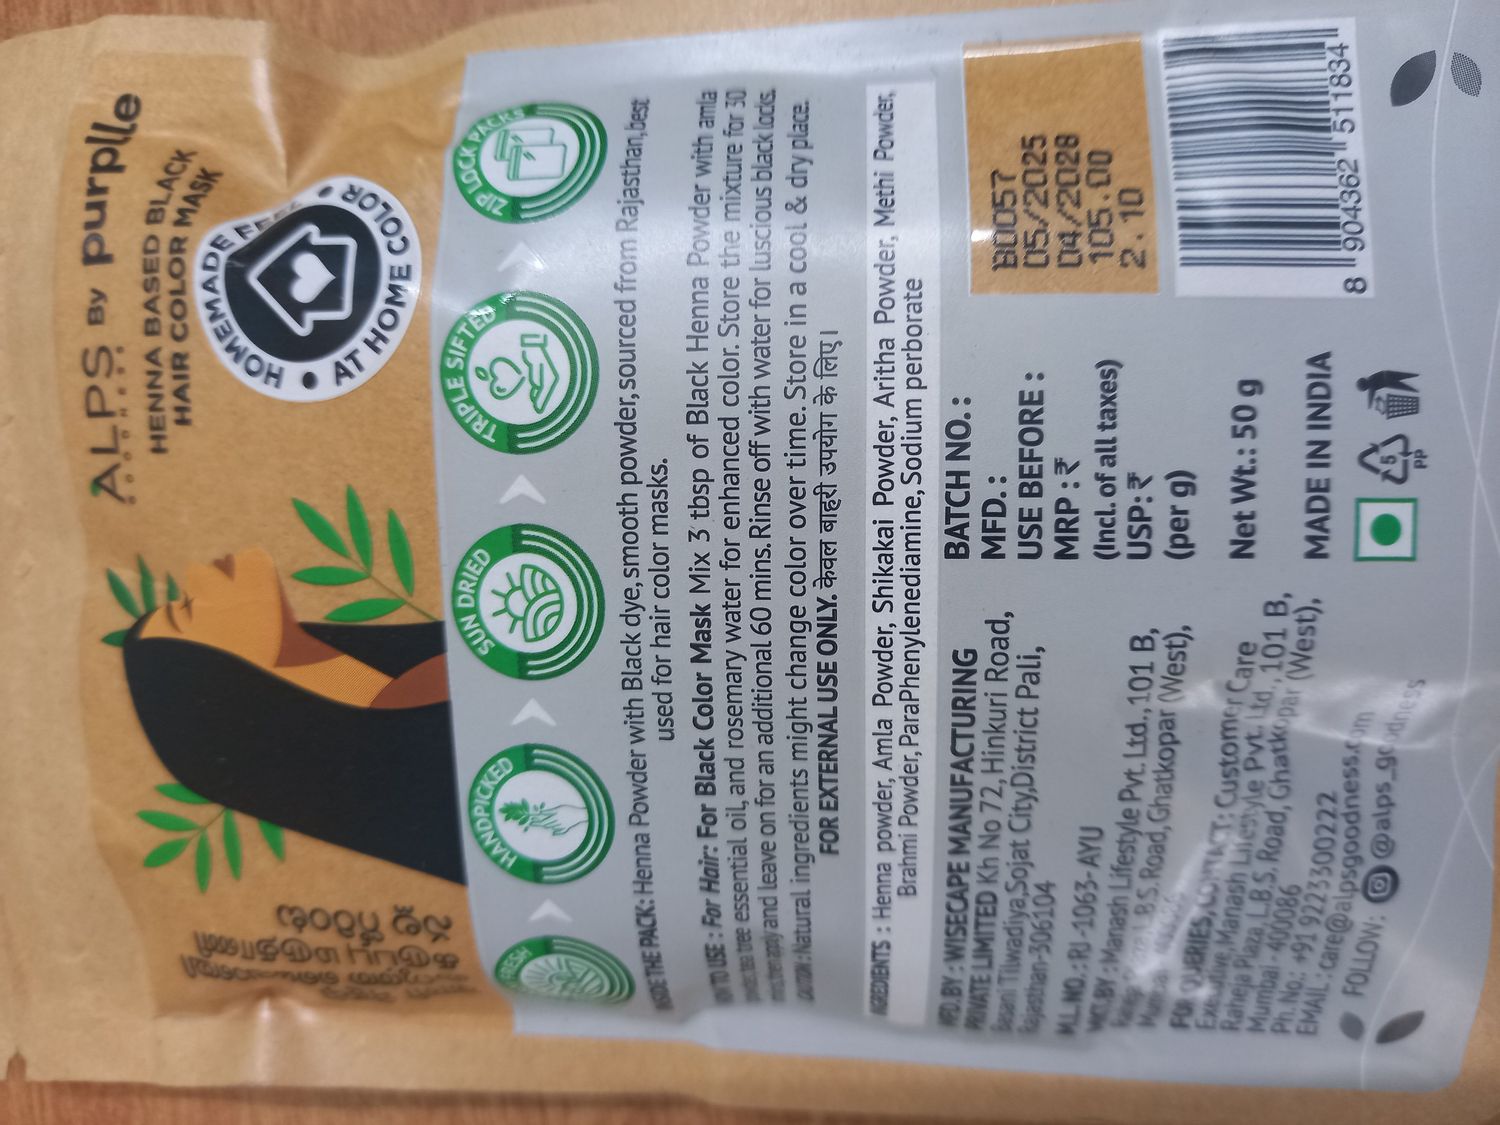 ALPS BY purplle
HENNA BASED BLACK
HAIR COLOR MASK
HOMEMADE
AT HOME COLOR
FRESH
HANDPICKED
SUN DRIED
TRIPLE SIFTED
ZIP LOCK PACKS
INSIDE THE PACK: Henna Powder with Black dye, smooth powder, sourced from Rajasthan, best
used for hair color masks.
HOW TO USE : For Hair: For Black Color Mask Mix 3 tbsp of Black Henna Powder with amla
tea tree essential oil, and rosemary water for enhanced color. Store the mixture for 30
and leave on for an additional 60 mins. Rinse off with water for luscious black locks.
CAUTION : Natural ingredients might change color over time. Store in a cool & dry place.
FOR EXTERNAL USE ONLY. केवल बाहरी उपयोग के लिए।
INGREDIENTS : Henna powder, Amla Powder, Shikakai Powder, Aritha Powder, Methi Powder,
Brahmi Powder, ParaPhenylenediamine, Sodium perborate
MFD. BY : WISECAPE MANUFACTURING
PRIVATE LIMITED Kh No 72, Hinkuri Road,
Basni Tilwadiya, Sojat City, District Pali,
Rajasthan-306104
M.L. NO. : RJ -1063- AYU
MKT. BY : Manash Lifestyle Pvt. Ltd., 101 B,
L.B.S. Road, Ghatkopar (West),
FOR QUERIES, CONTACT: Customer Care
Executive, Manash Lifestyle Pvt. Ltd., 101 B,
Raheja Plaza, L.B.S. Road, Ghatkopar (West),
Mumbai- 400086
Ph. No.: +91 9223300222
EMAIL : care@alpsgoodness.com
FOLLOW: @alps_goodness
BATCH NO. :
MFD. :
USE BEFORE :
MRP : ₹
(Incl. of all taxes)
USP: ₹
(per g)
B0057
05/2025
04/2028
105.00
2.10
Net Wt.: 50 g
MADE IN INDIA
5
PP
8 904362 511834